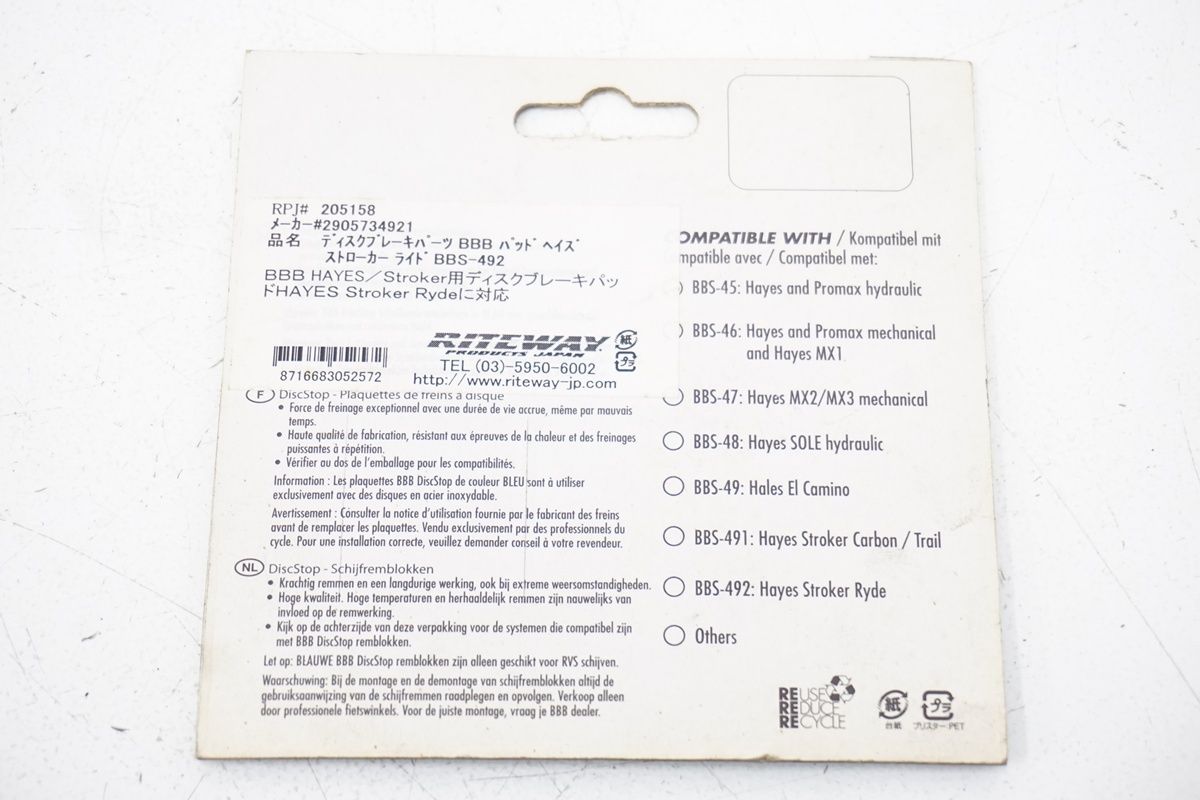 RPJ# 205158
メーカー#2905734921
品名 ディスクブレーキパーツ BBB パッド ヘイズ
ストローカー ライド BBS-492
BBB HAYES／Stroker用ディスクブレーキパッ
ドHAYES Stroker Rydeに対応
RITEWAY
PRODUCTS JAPAN
紙
プラ
TEL (03)-5950-6002
http://www.riteway-jp.com
8716683052572
F DiscStop - Plaquettes de freins à disque
• Force de freinage exceptionnel avec une durée de vie accrue, même par mauvais
temps.
• Haute qualité de fabrication, résistant aux épreuves de la chaleur et des freinages
puissantes à répétition.
• Vérifier au dos de l'emballage pour les compatibilités.
Information : Les plaquettes BBB DiscStop de couleur BLEU sont à utiliser
exclusivement avec des disques en acier inoxydable.
Avertissement : Consulter la notice d'utilisation fournie par le fabricant des freins
avant de remplacer les plaquettes. Vendu exclusivement par des professionnels du
cycle. Pour une installation correcte, veuillez demander conseil à votre revendeur.
NL DiscStop - Schijfremblokken
• Krachtig remmen en een langdurige werking, ook bij extreme weersomstandigheden.
• Hoge kwaliteit. Hoge temperaturen en herhaaldelijk remmen zijn nauwelijks van
invloed op de remwerking.
• Kijk op de achterzijde van deze verpakking voor de systemen die compatibel zijn
met BBB DiscStop remblokken.
Let op: BLAUWE BBB DiscStop remblokken zijn alleen geschikt voor RVS schijven.
Waarschuwing: Bij de montage en de demontage van schijfremblokken altijd de
gebruiksaanwijzing van de schijfremmen raadplegen en opvolgen. Verkoop alleen
door professionele fietswinkels. Voor de juiste montage, vraag je BBB dealer.
OMPATIBLE WITH / Kompatibel mit
mpatible avec / Compatibel met:
BBS-45: Hayes and Promax hydraulic
BBS-46: Hayes and Promax mechanical
and Hayes MX1
BBS-47: Hayes MX2/MX3 mechanical
BBS-48: Hayes SOLE hydraulic
BBS-49: Hales El Camino
BBS-491: Hayes Stroker Carbon / Trail
BBS-492: Hayes Stroker Ryde
Others
REUSE
REDUCE
RECYCLE
紙
台紙
プラ
ブリスター:PET